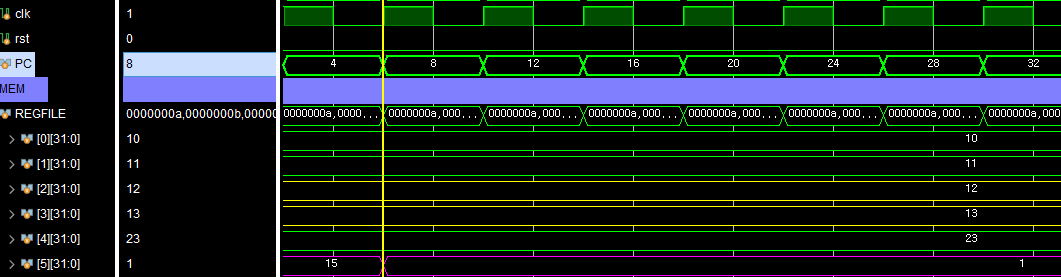 clk 1
rst 0
PC 8 4 8 12 16 20 24 28 32
MEM
REGFILE 0000000a,0000000b,00000 0000000a,0000... 0000000a,000... 0000000a,000... 0000000a,000... 0000000a,000... 0000000a,000... 0000000a,000... 0000000a,000
[0][31:0] 10 10
[1][31:0] 11 11
[2][31:0] 12 12
[3][31:0] 13 13
[4][31:0] 23 23
[5][31:0] 1 15 1